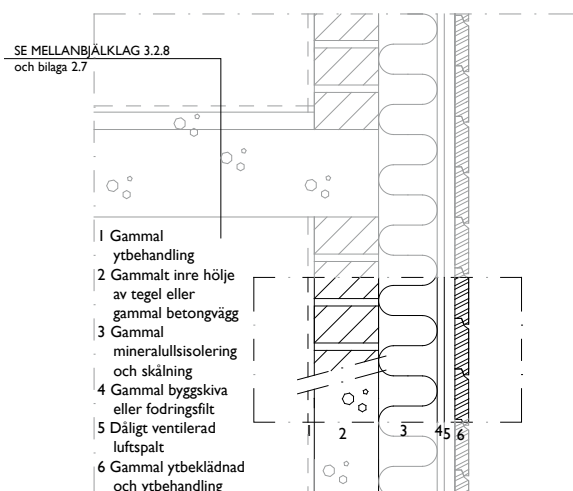 SE MELLANBJÄLKLAG 3.2.8
och bilaga 2.7
1 Gammal
ytbehandling
2 Gammalt inre hölje
av tegel eller
gammal betongvägg
3 Gammal
mineralullsisolering
och skålning
4 Gammal byggskiva
eller fodringsfilt
5 Dåligt ventilerad
luftspalt
6 Gammal ytbeklädnad
och ytbehandling
1 2 3 4 5 6